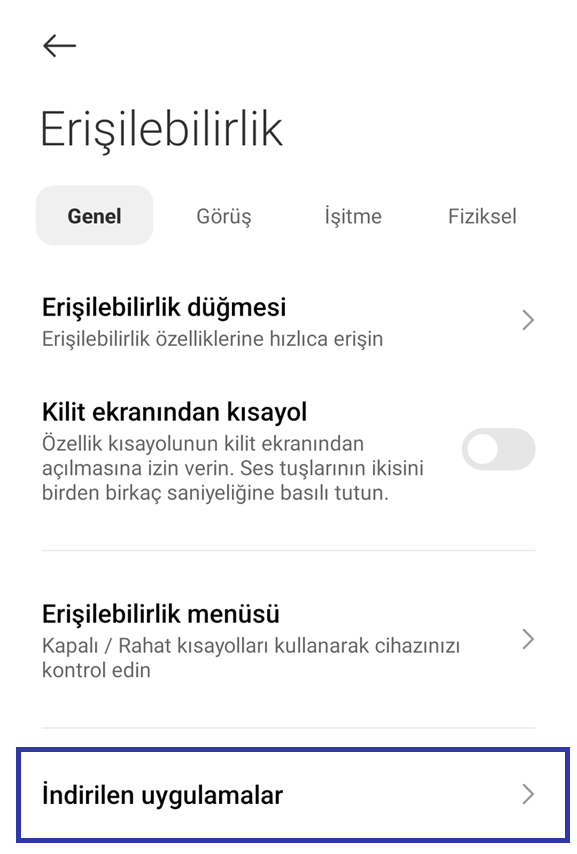 Erişilebilirlik
Genel Görüş İşitme Fiziksel
Erişilebilirlik düğmesi
Erişilebilirlik özelliklerine hızlıca erişin
Kilit ekranından kısayol
Özellik kısayolunun kilit ekranından
açılmasına izin verin. Ses tuşlarının ikisini
birden birkaç saniyeliğine basılı tutun.
Erişilebilirlik menüsü
Kapalı / Rahat kısayolları kullanarak cihazınızı
kontrol edin
İndirilen uygulamalar